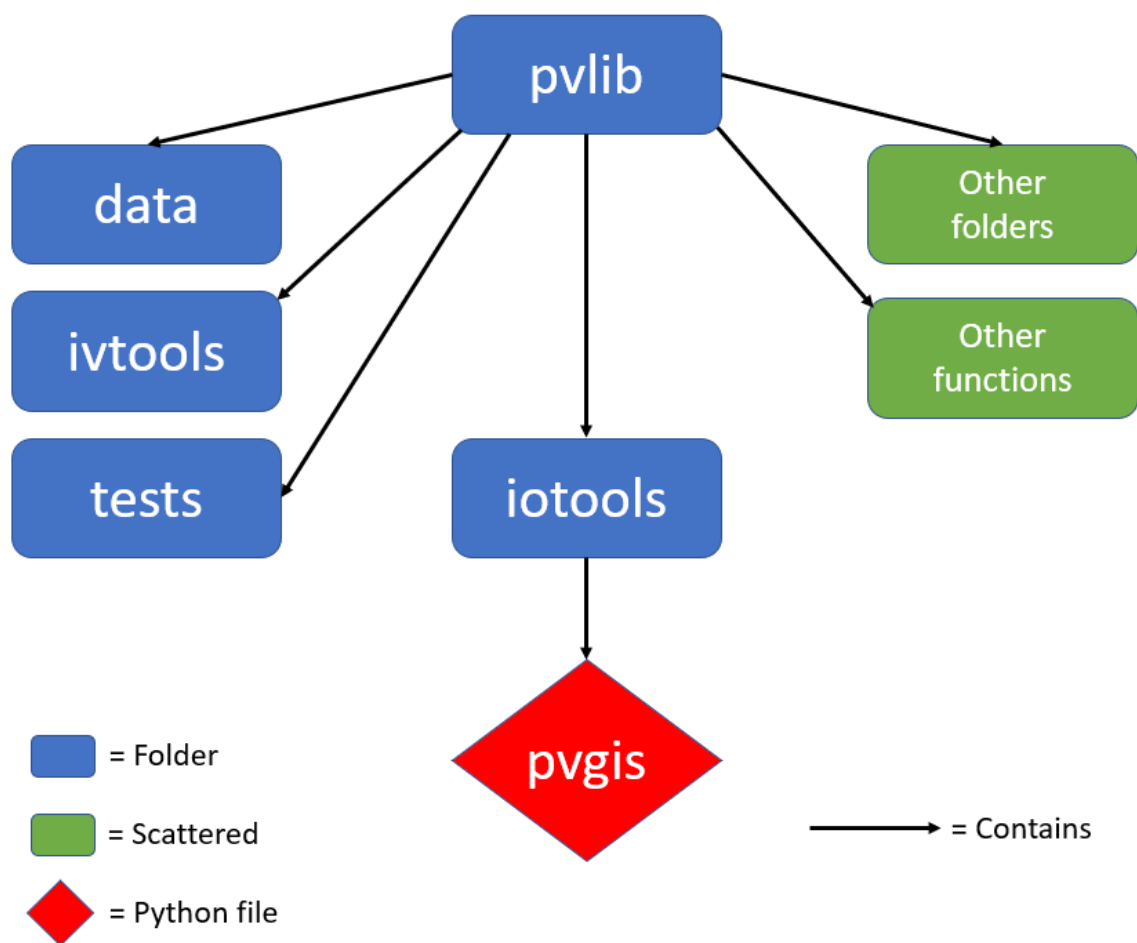 pvlib
data
Other
folders
ivtools
Other
functions
tests
iotools
pvgis
= Folder
= Scattered
= Contains
= Python file